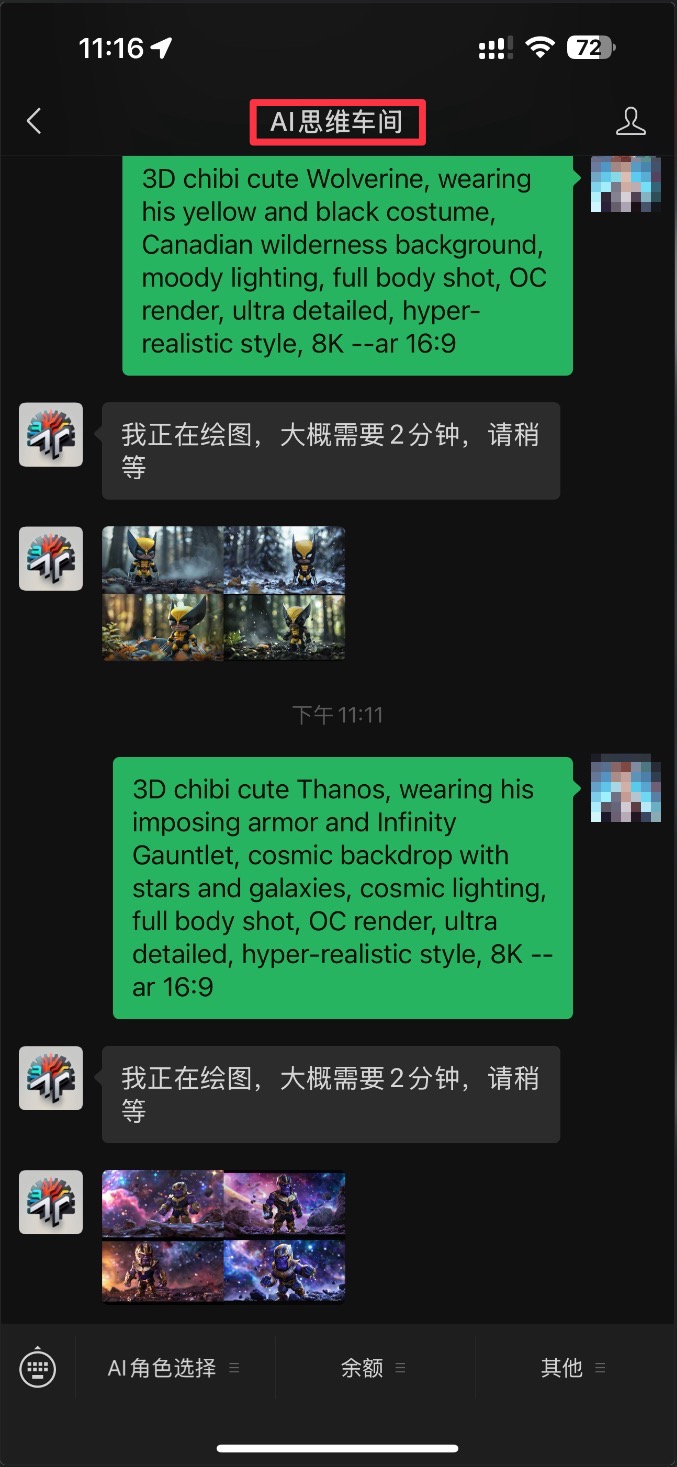 11:16
72
AI思维车间
3D chibi cute Wolverine, wearing
his yellow and black costume,
Canadian wilderness background,
moody lighting, full body shot, OC
render, ultra detailed, hyper-
realistic style, 8K --ar 16:9
我正在绘图，大概需要2分钟，请稍
等
下午 11:11
3D chibi cute Thanos, wearing his
imposing armor and Infinity
Gauntlet, cosmic backdrop with
stars and galaxies, cosmic lighting,
full body shot, OC render, ultra
detailed, hyper-realistic style, 8K --
ar 16:9
我正在绘图，大概需要2分钟，请稍
等
AI角色选择
余额
其他